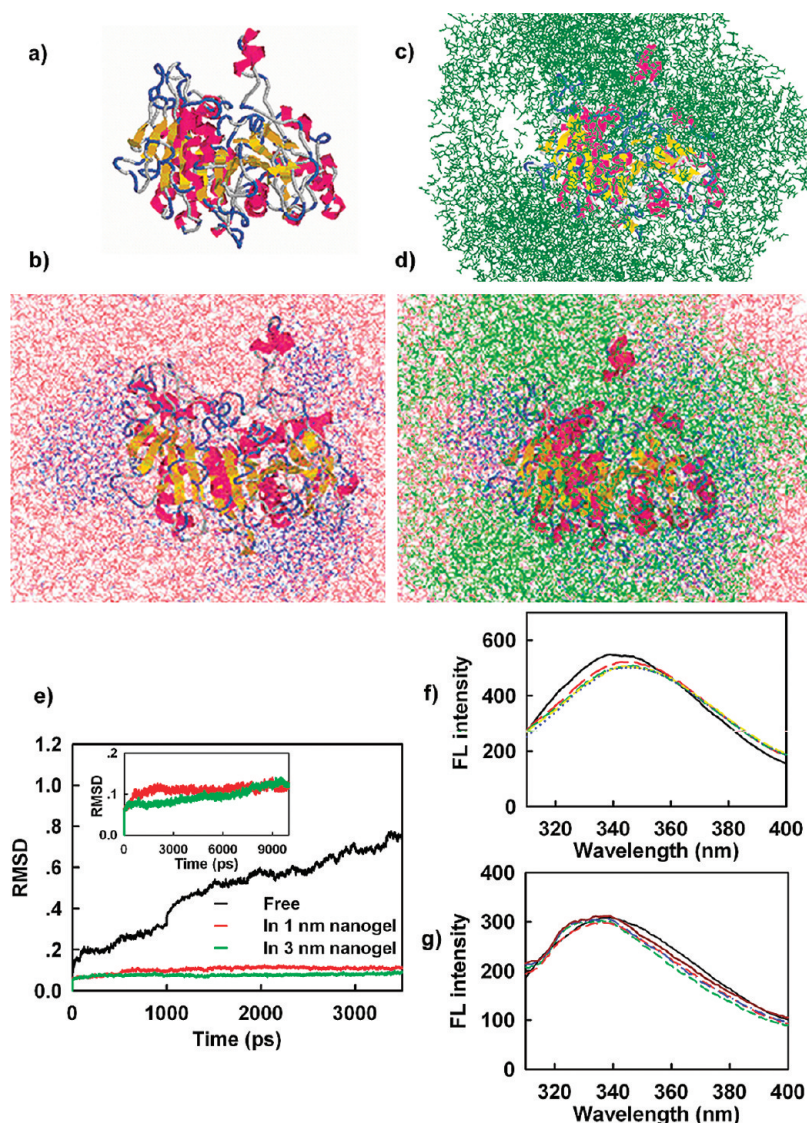 a)
c)
b)
d)
e)
1.2
1.0
.8
.6
.4
.2
0.0
RMSD
0
1000
2000
3000
Time (ps)
.2
.1
0.0
RMSD
0
3000
6000
9000
Time (ps)
Free
In 1 nm nanogel
In 3 nm nanogel
f)
600
400
200
0
FL intensity
320
340
360
380
400
Wavelength (nm)
g)
400
300
200
100
0
FL intensity
320
340
360
380
400
Wavelength (nm)